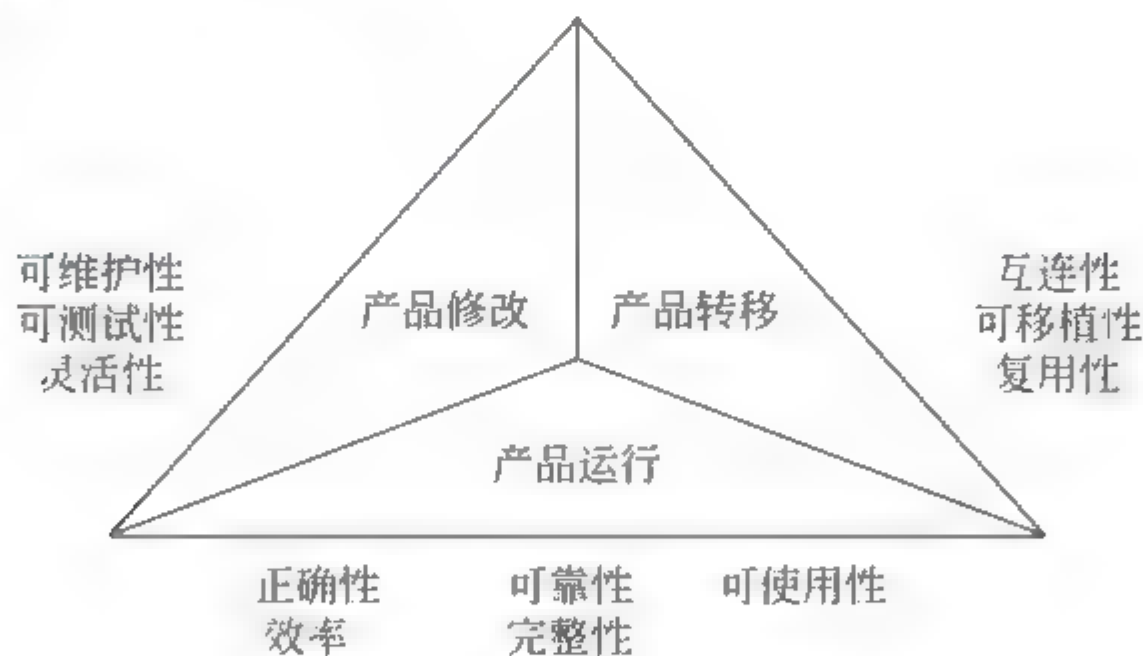 可维护性
可测试性
灵活性
产品修改
产品转移
互连性
可移植性
复用性
产品运行
正确性 可靠性 可使用性
效率 完整性